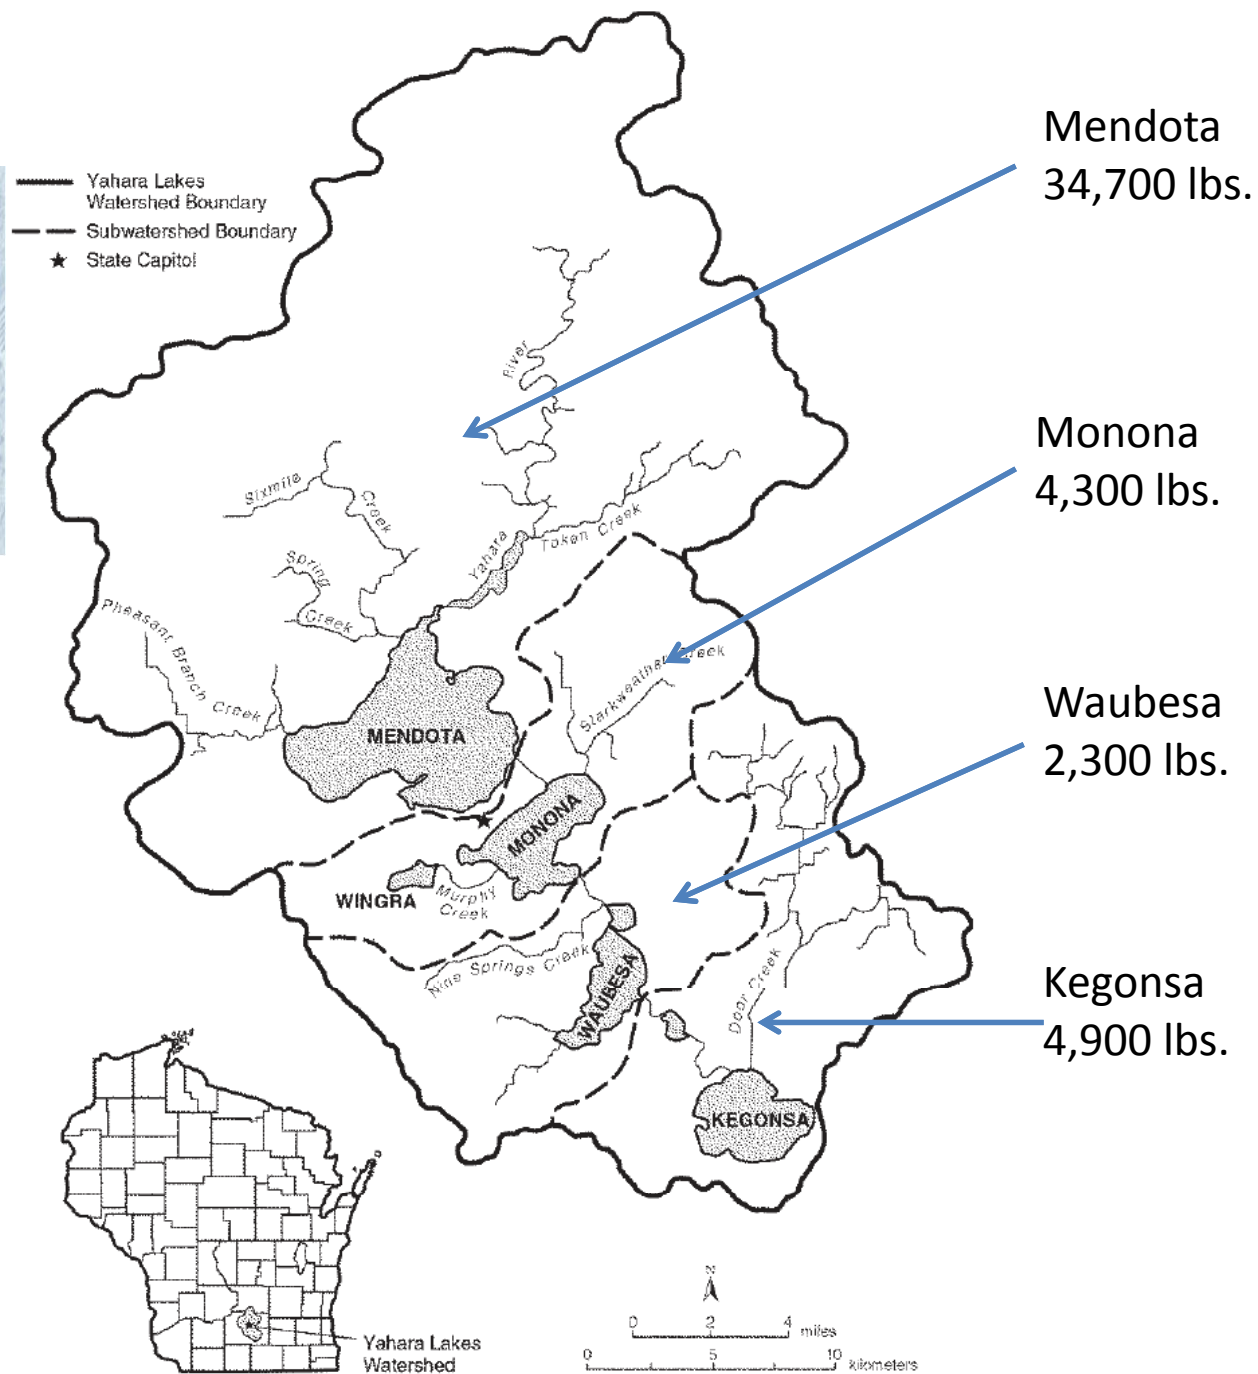 Mendota
34,700 lbs.
Yahara Lakes
Watershed Boundary
Subwatershed Boundary
State Capitol
River
Monona
4,300 lbs.
Sixmile
Creek
Token Creek
Yahara
Spring
Creek
Pheasant Branch Creek
Starkweather Creek
Waubesa
2,300 lbs.
MENDOTA
MONONA
WINGRA
Murphy
Creek
Nine Springs Creek
WAUBESA
Door Creek
Kegonsa
4,900 lbs.
KEGONSA
N
0 2 4 miles
0 5 10 kilometers
Yahara Lakes
Watershed